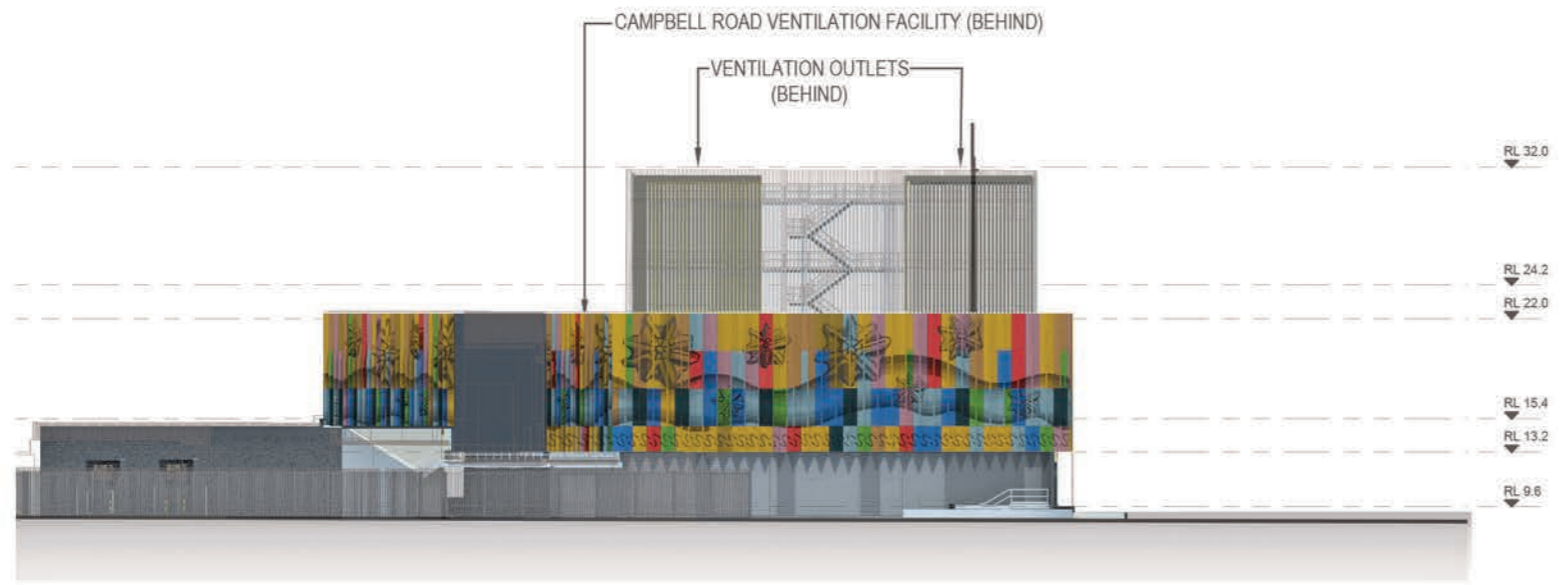 CAMPBELL ROAD VENTILATION FACILITY (BEHIND)
VENTILATION OUTLETS
(BEHIND)
RL 32.0
RL 24.2
RL 22.0
RL 15.4
RL 13.2
RL 9.6